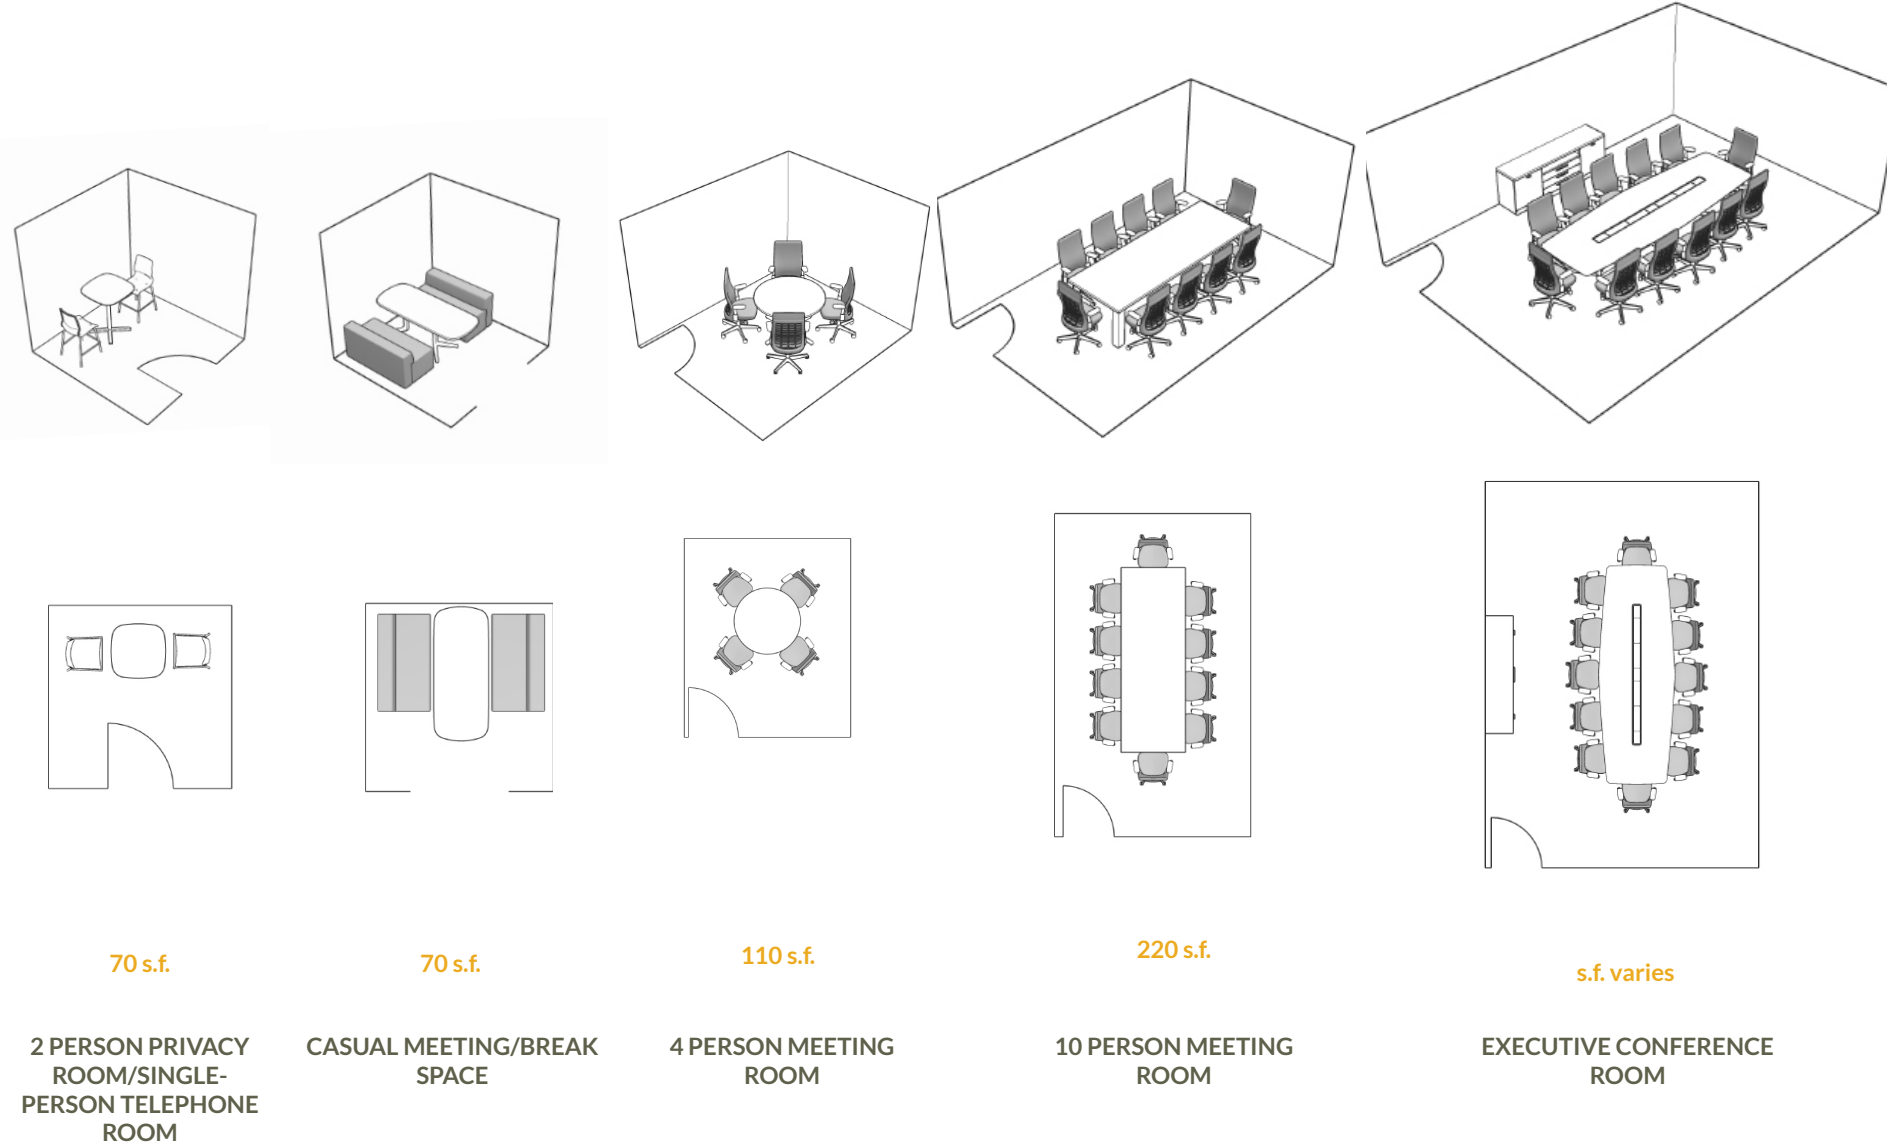 70 s.f.
70 s.f.
110 s.f.
220 s.f.
s.f. varies
2 PERSON PRIVACY
ROOM/SINGLE-
PERSON TELEPHONE
ROOM
CASUAL MEETING/BREAK
SPACE
4 PERSON MEETING
ROOM
10 PERSON MEETING
ROOM
EXECUTIVE CONFERENCE
ROOM